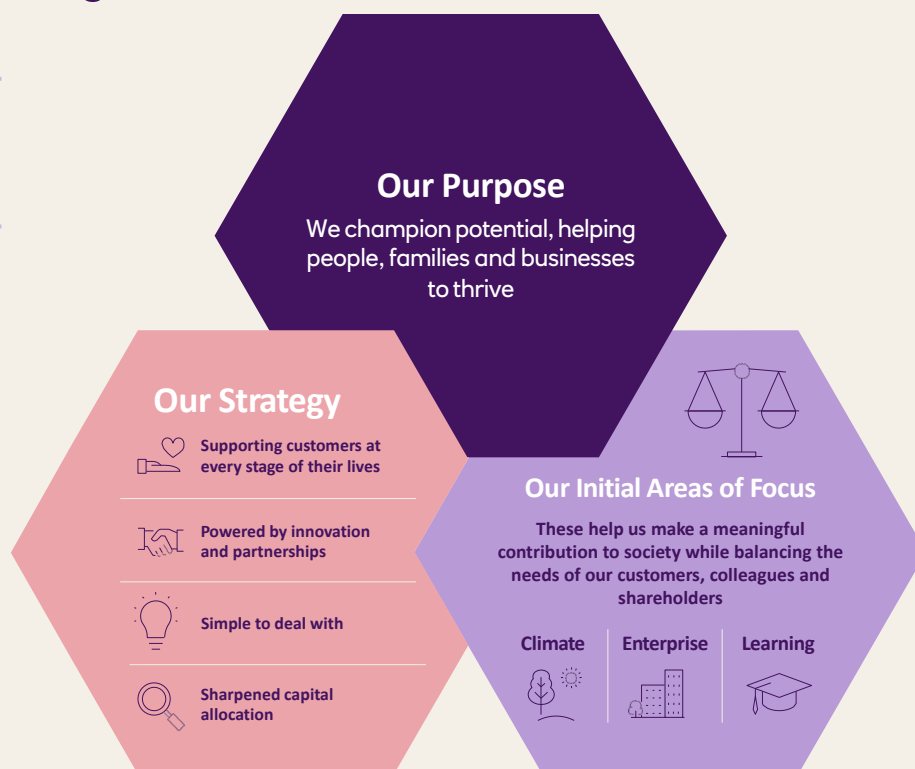 Our Purpose
We champion potential, helping
people, families and businesses
to thrive
Our Strategy
Supporting customers at
every stage of their lives
Powered by innovation
and partnerships
Simple to deal with
Sharpened capital
allocation
Our Initial Areas of Focus
These help us make a meaningful
contribution to society while balancing the
needs of our customers, colleagues and
shareholders
Climate
Enterprise
Learning